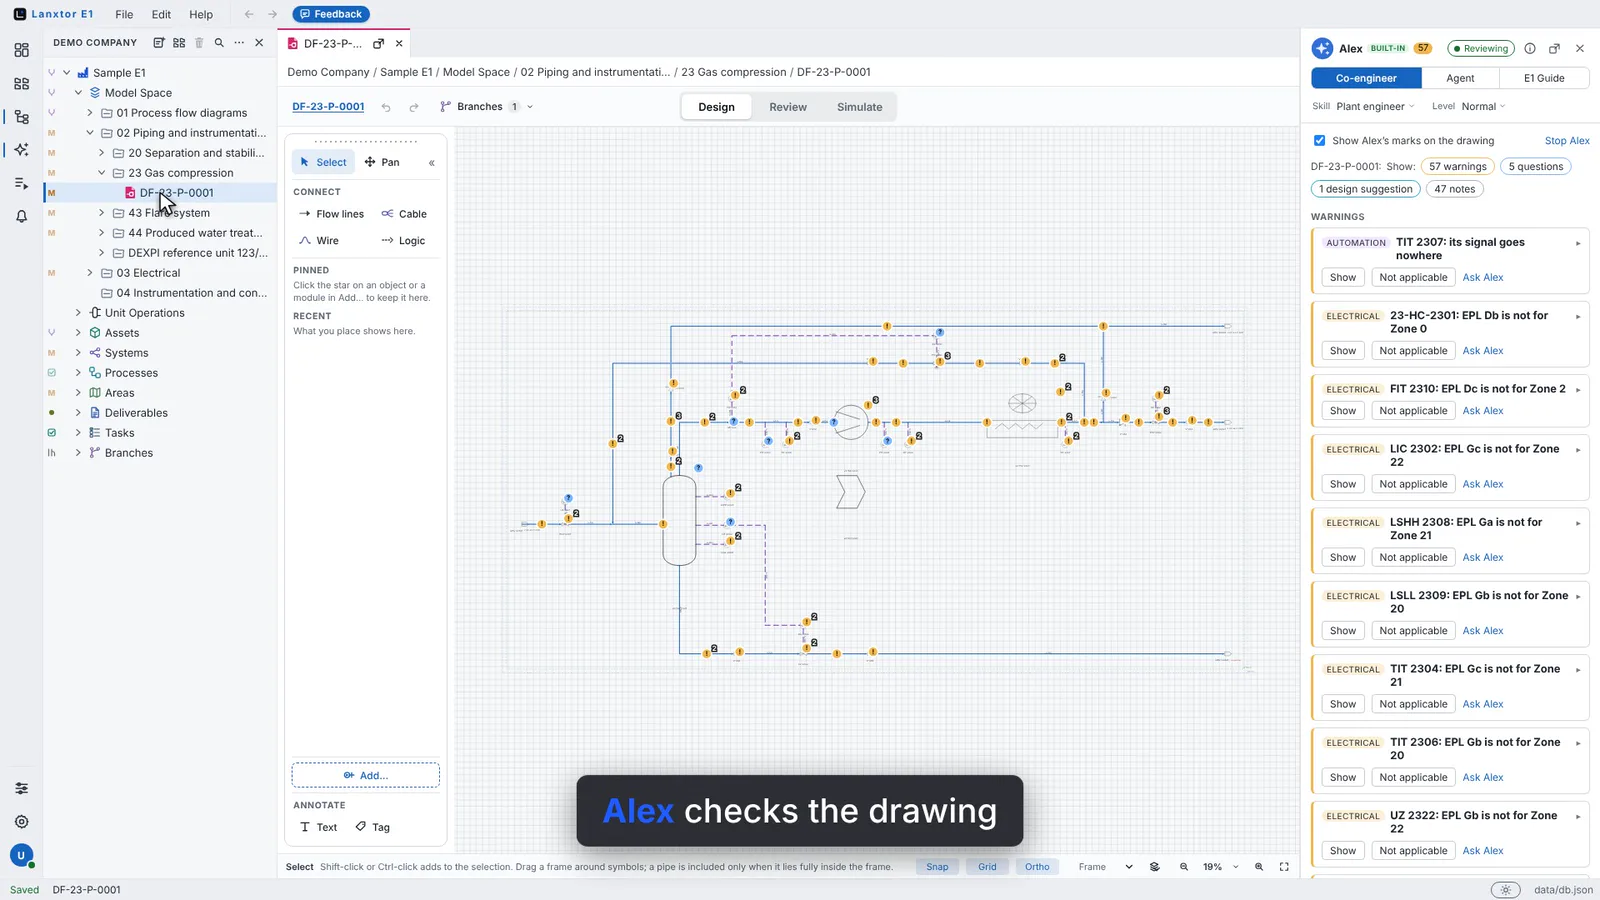 Lanxtor E1
File
Edit
Help
Feedback
DEMO COMPANY
DF-23-P-...
Sample E1
Model Space
01 Process flow diagrams
02 Piping and instrumentati...
20 Separation and stabili...
23 Gas compression
DF-23-P-0001
43 Flare system
44 Produced water treat...
DEXPI reference unit 123/...
03 Electrical
04 Instrumentation and con...
Unit Operations
Assets
Systems
Processes
Areas
Deliverables
Tasks
Branches
Demo Company / Sample E1 / Model Space / 02 Piping and instrumentati... / 23 Gas compression / DF-23-P-0001
DF-23-P-0001
Branches 1
Design
Review
Simulate
Select
Pan
CONNECT
Flow lines
Cable
Wire
Logic
PINNED
Click the star on an object or a
module in Add... to keep it here.
RECENT
What you place shows here.
Add...
ANNOTATE
Text
Tag
Alex checks the drawing
Select Shift-click or Ctrl-click adds to the selection. Drag a frame around symbols; a pipe is included only when it lies fully inside the frame.
Snap
Grid
Ortho
Frame
19%
Saved
DF-23-P-0001
data/db.json
Alex BUILT-IN 57
Reviewing
Co-engineer
Agent
E1 Guide
Skill Plant engineer
Level Normal
Show Alex's marks on the drawing
Stop Alex
DF-23-P-0001: Show:
57 warnings
5 questions
1 design suggestion
47 notes
WARNINGS
AUTOMATION TIT 2307: its signal goes
nowhere
Show Not applicable Ask Alex
ELECTRICAL 23-HC-2301: EPL Db is not for
Zone 0
Show Not applicable Ask Alex
ELECTRICAL FIT 2310: EPL Dc is not for Zone 2
Show Not applicable Ask Alex
ELECTRICAL LIC 2302: EPL Gc is not for Zone
22
Show Not applicable Ask Alex
ELECTRICAL LSHH 2308: EPL Ga is not for
Zone 21
Show Not applicable Ask Alex
ELECTRICAL LSLL 2309: EPL Gb is not for Zone
20
Show Not applicable Ask Alex
ELECTRICAL TIT 2304: EPL Gc is not for Zone
21
Show Not applicable Ask Alex
ELECTRICAL TIT 2306: EPL Gb is not for Zone
20
Show Not applicable Ask Alex
ELECTRICAL UZ 2322: EPL Gb is not for Zone
22
Show Not applicable Ask Alex